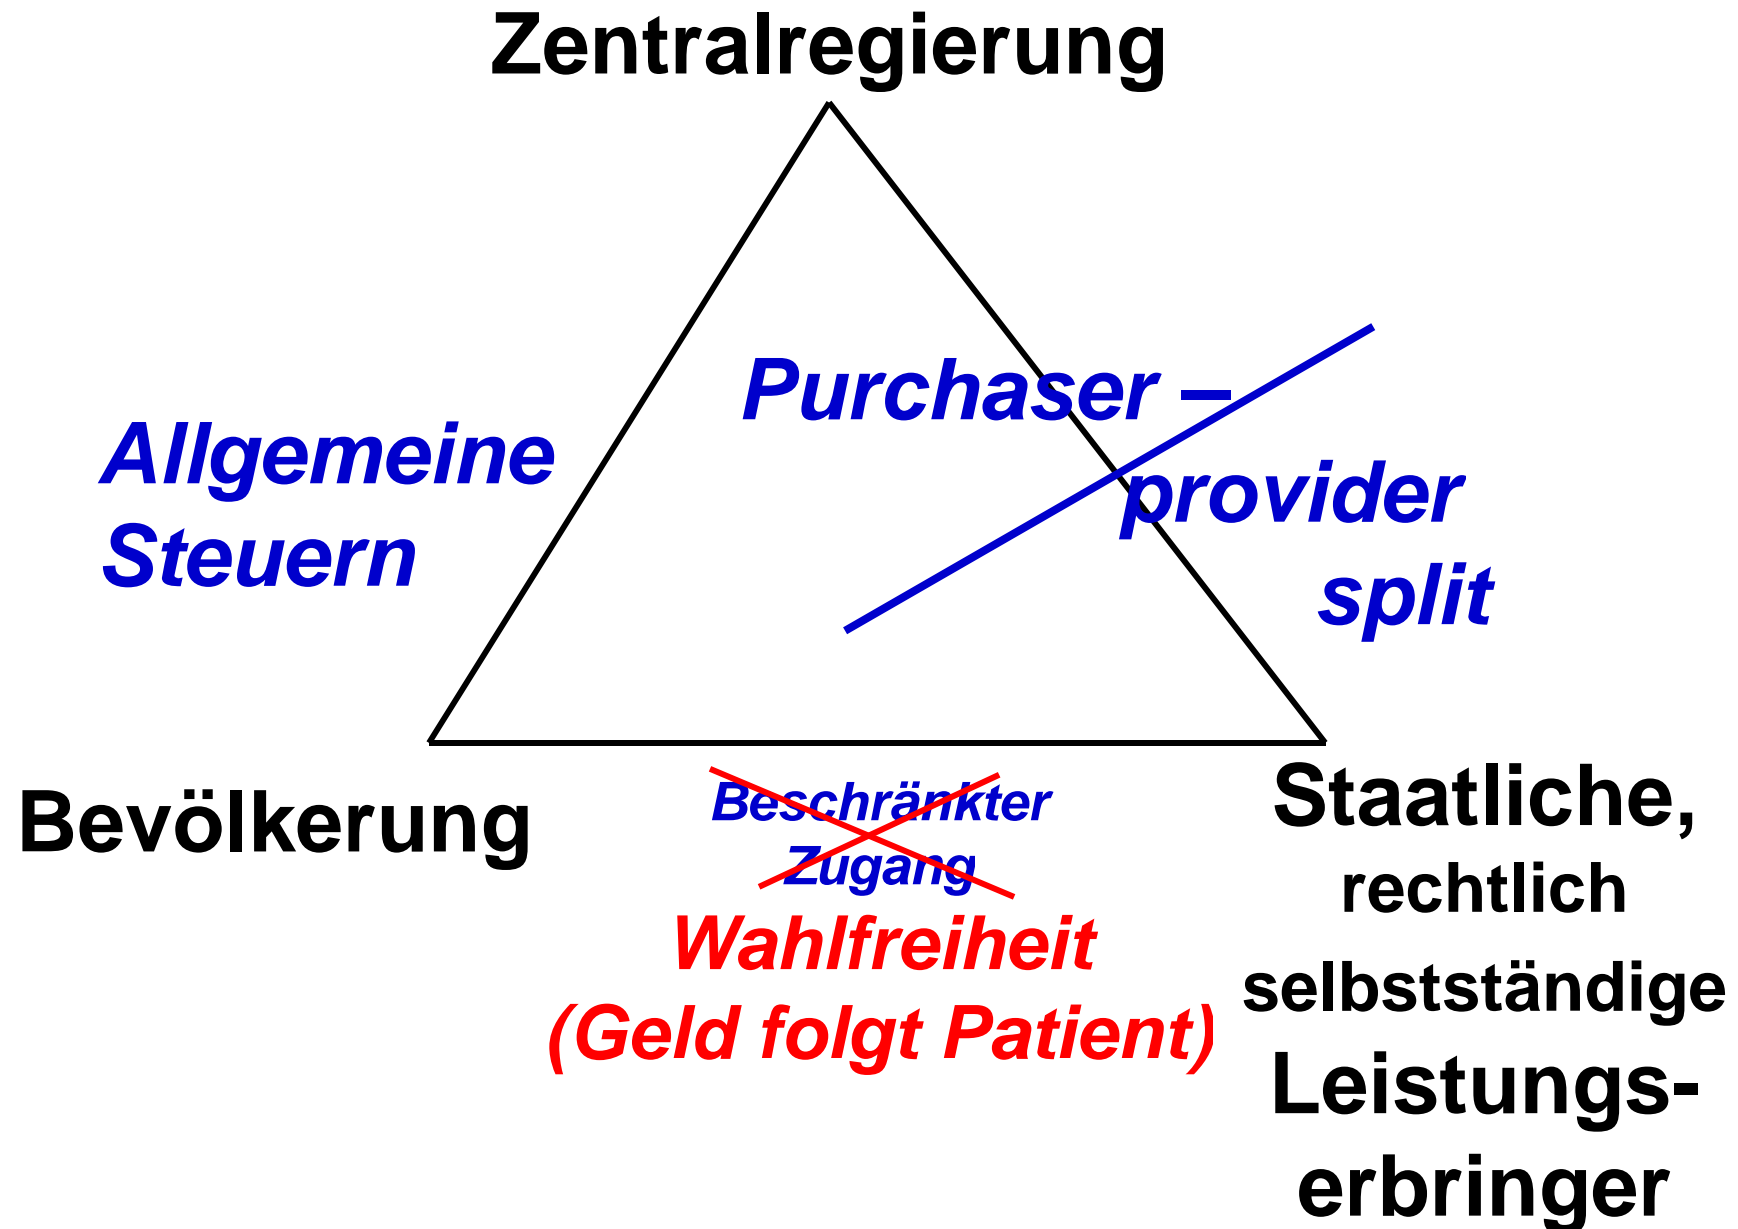 Zentralregierung
Purchaser –
provider
split
Allgemeine
Steuern
Bevölkerung
Beschränkter
Zugang
Wahlfreiheit
(Geld folgt Patient)
Staatliche,
rechtlich
selbstständige
Leistungs-
erbringer